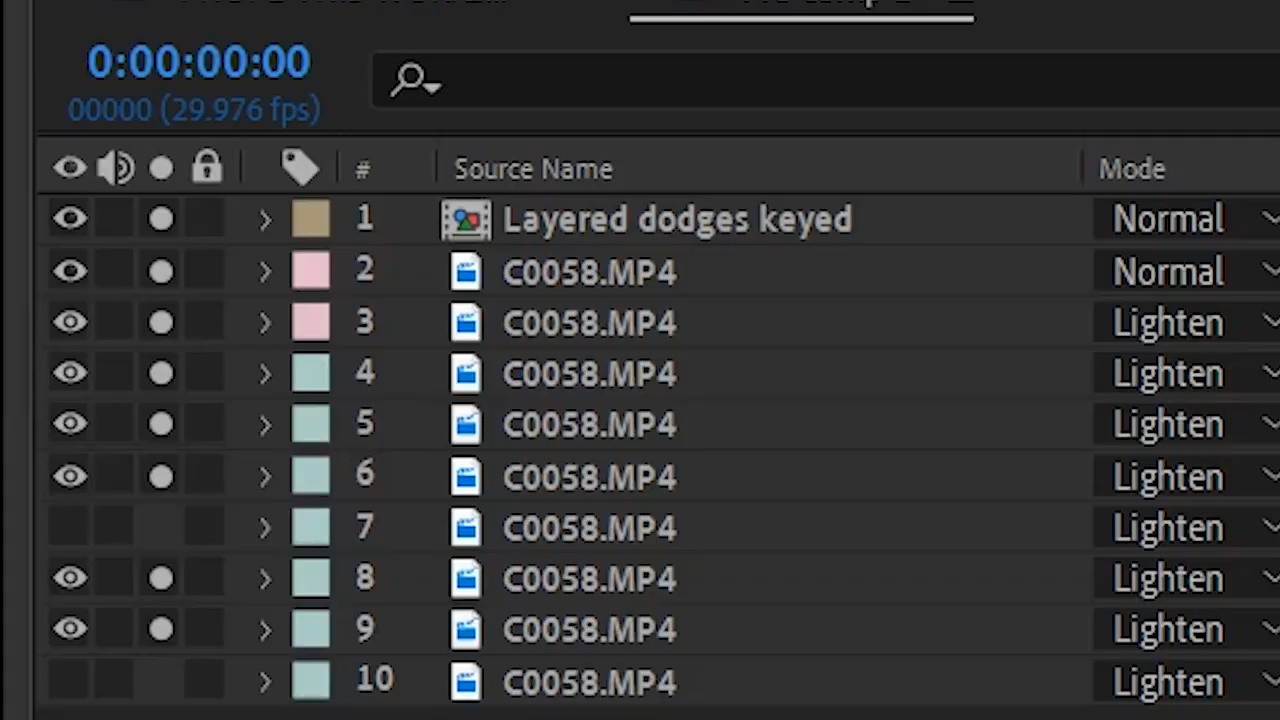 0:00:00:00
00000 (29.976 fps)
# Source Name Mode
1 Layered dodges keyed Normal
2 C0058.MP4 Normal
3 C0058.MP4 Lighten
4 C0058.MP4 Lighten
5 C0058.MP4 Lighten
6 C0058.MP4 Lighten
7 C0058.MP4 Lighten
8 C0058.MP4 Lighten
9 C0058.MP4 Lighten
10 C0058.MP4 Lighten